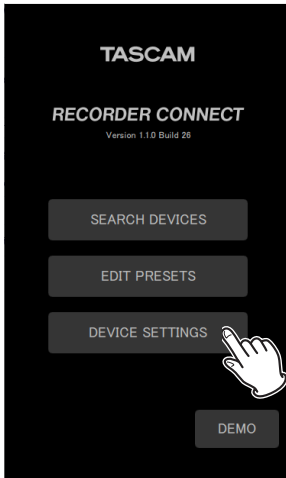 TASCAM
RECORDER CONNECT
Version 1.1.0 Build 26
SEARCH DEVICES
EDIT PRESETS
DEVICE SETTINGS
DEMO